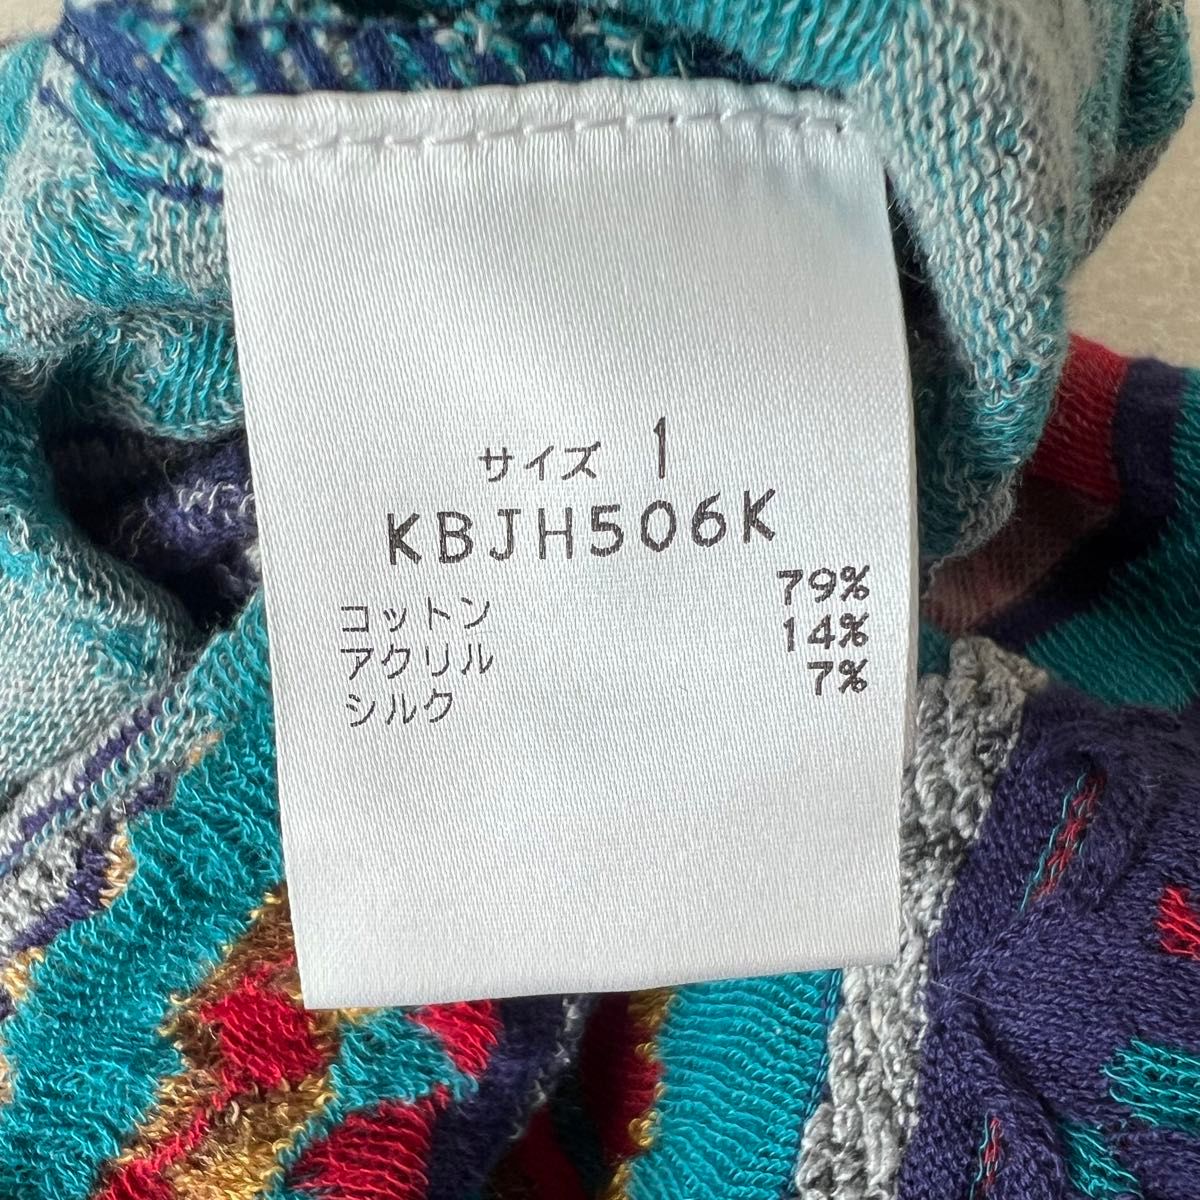 サイズ 1
KBJH506K
コットン 79%
アクリル 14%
シルク 7%